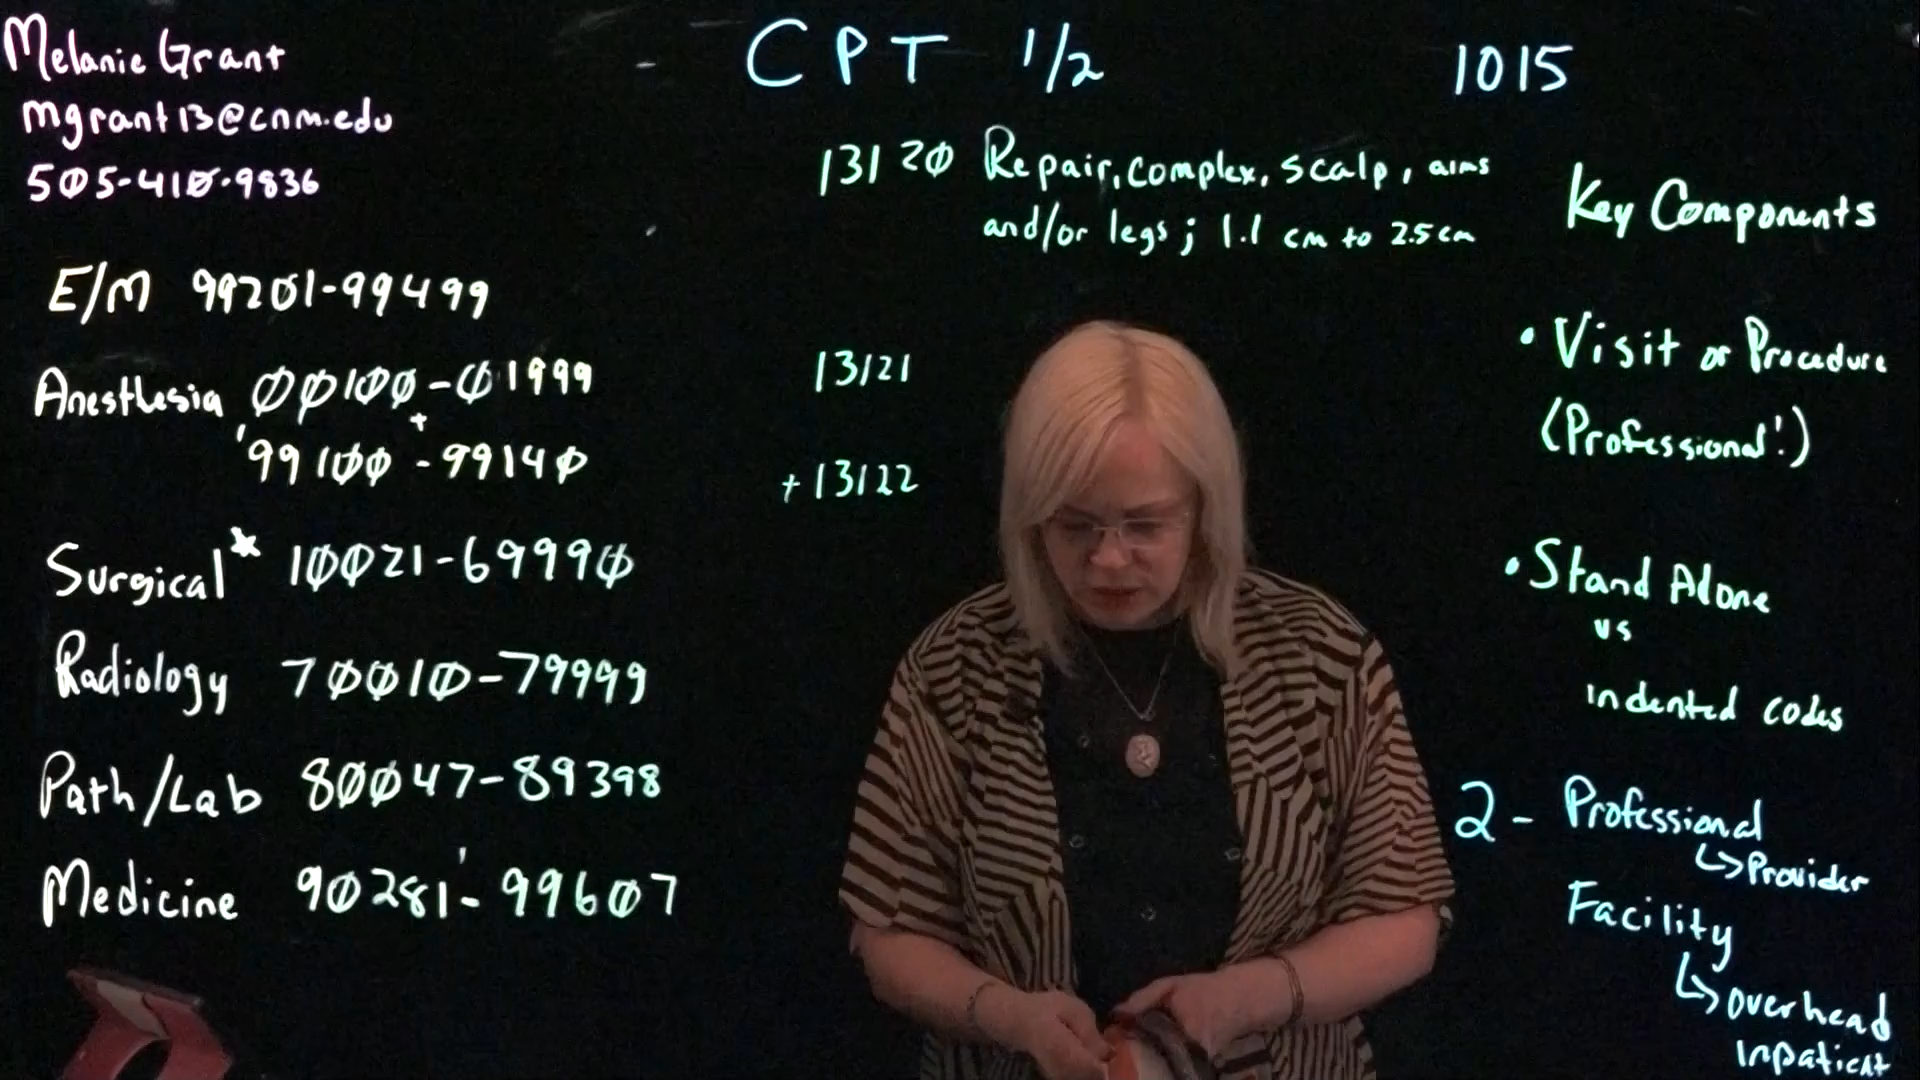 Melanie Grant
mgrant13@cnm.edu
505-410-9836
E/M 99201-99499
Anesthesia 00100-01999
+
99100-99140
Surgical* 10021-69990
Radiology 70010-79999
Path/Lab 80047-89398
Medicine 90281-99607
CPT 1/2
13120 Repair, complex, scalp, arms
and/or legs; 1.1 cm to 2.5 cm
13121
+13122
1015
Key Components
• Visit or Procedure
(Professional!)
• Stand Alone
vs
indented codes
2 - Professional
↳ Provider
Facility
↳ overhead
inpatient